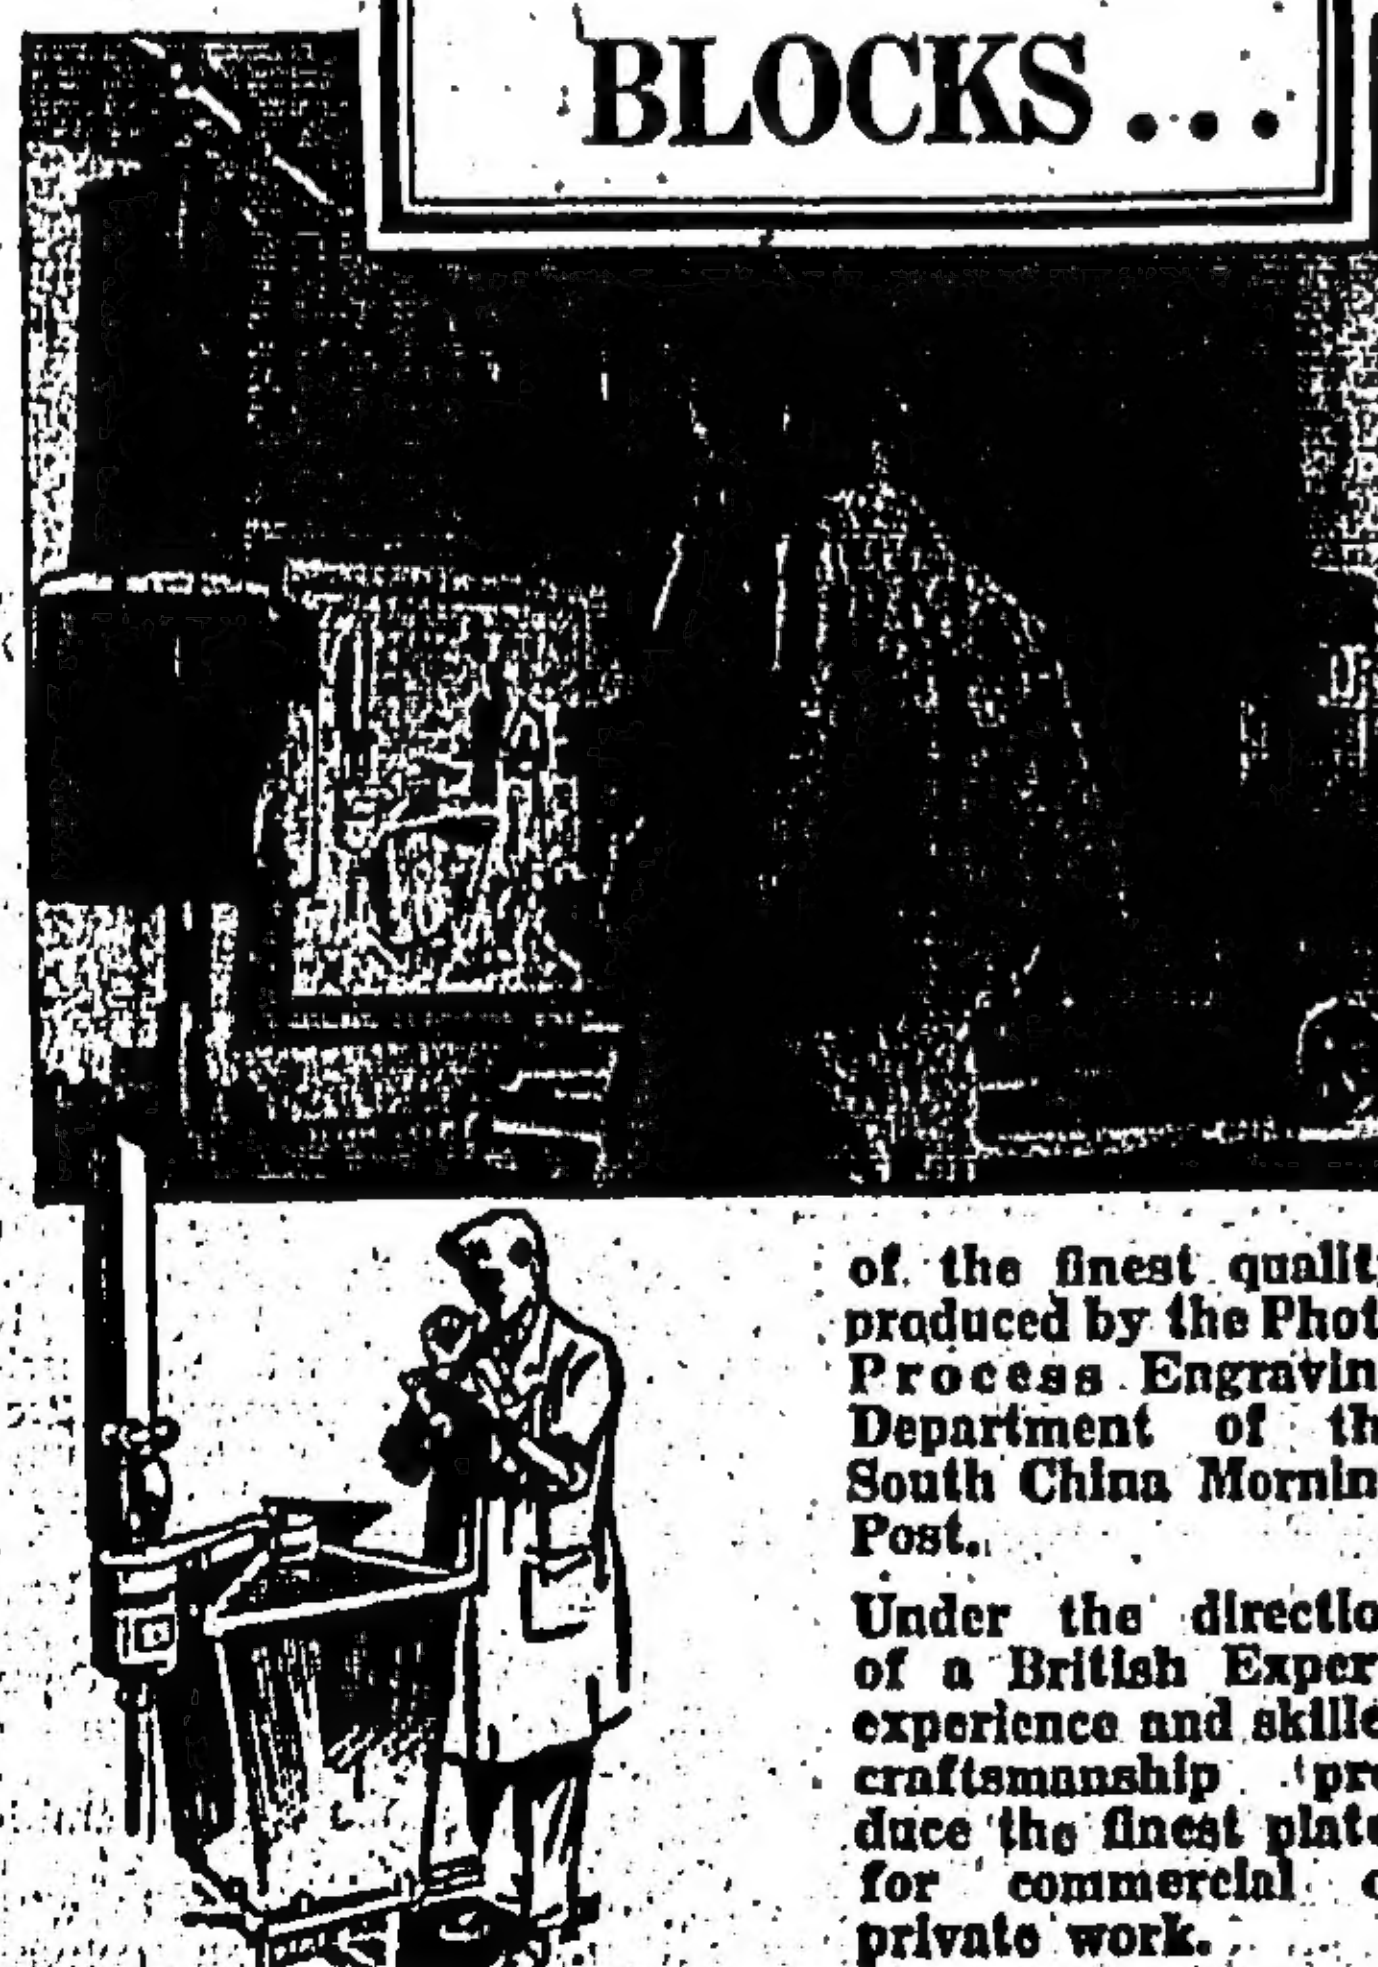 BLOCKS...
of the finest qualit
produced by the Phot
Process Engravin
Department of th
South China Mornin
Post.
Under the directio
of a British Exper
experience and skille
craftsmanship pro
duce the finest plate
for commercial o
private work.